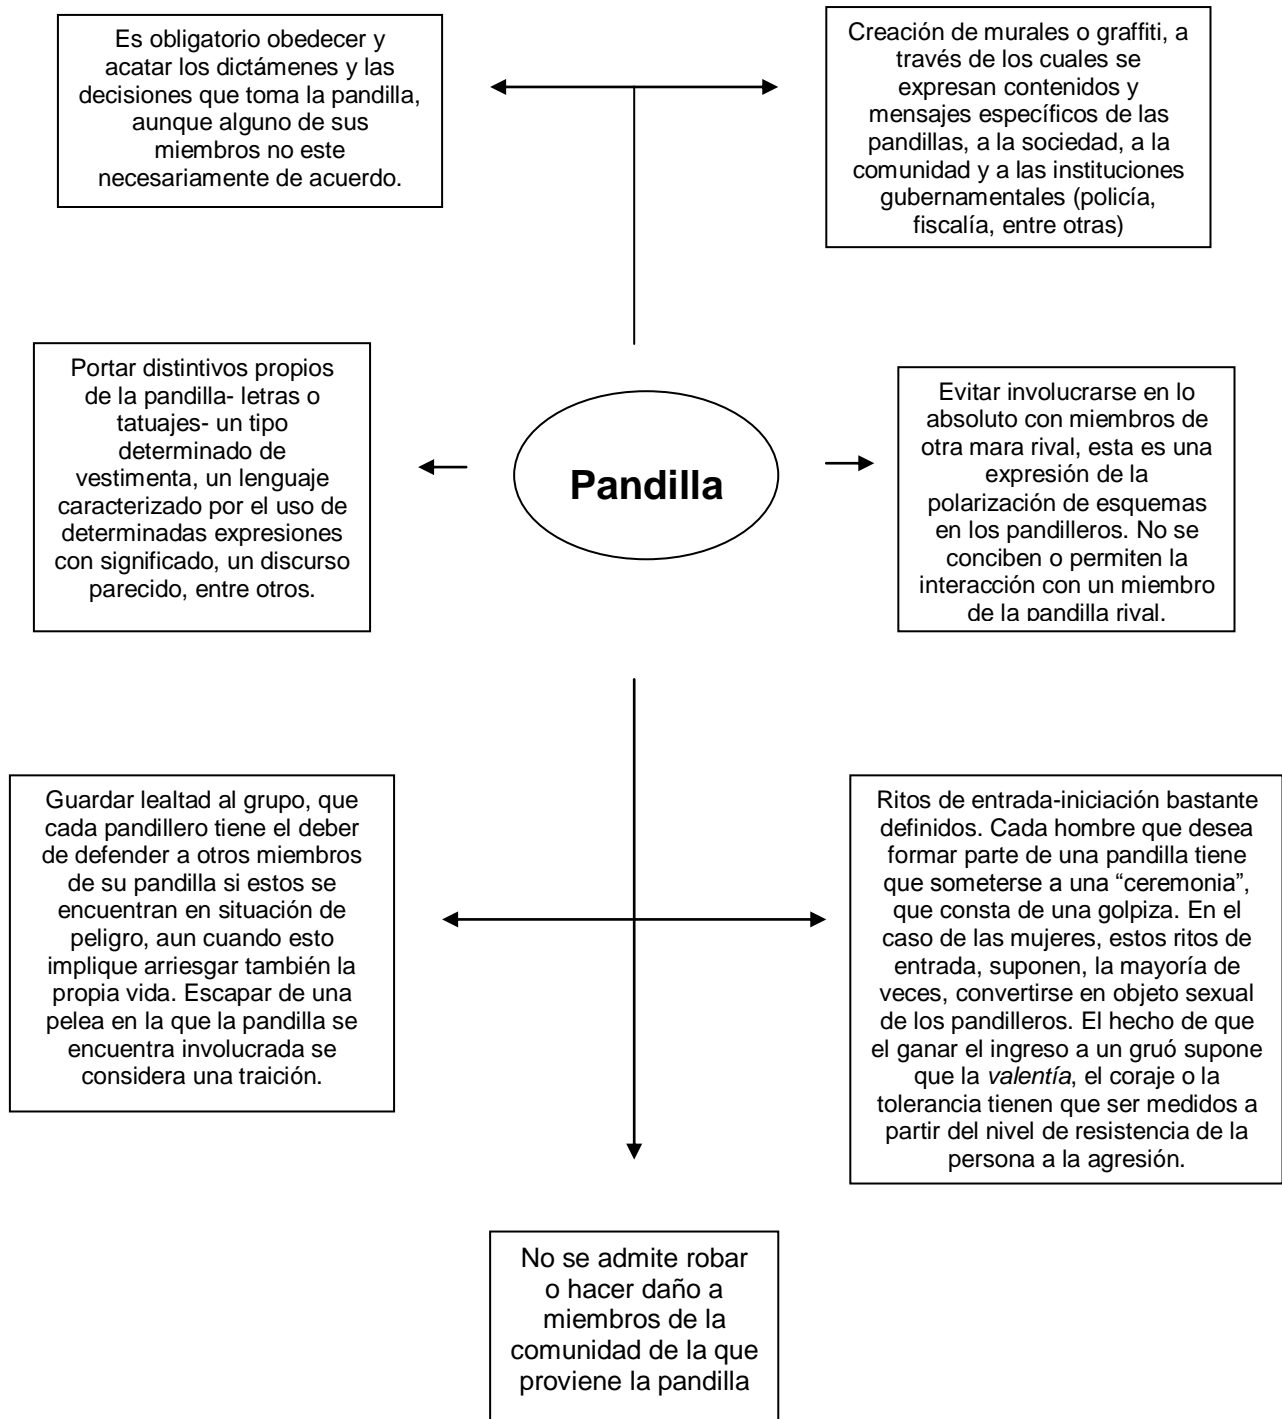 Es obligatorio obedecer y
acatar los dictámenes y las
decisiones que toma la pandilla,
aunque alguno de sus
miembros no este
necesariamente de acuerdo.
Creación de murales o graffiti, a
través de los cuales se
expresan contenidos y
mensajes específicos de las
pandillas, a la sociedad, a la
comunidad y a las instituciones
gubernamentales (policía,
fiscalía, entre otras)
Portar distintivos propios
de la pandilla- letras o
tatuajes- un tipo
determinado de
vestimenta, un lenguaje
caracterizado por el uso de
determinadas expresiones
con significado, un discurso
parecido, entre otros.
Pandilla
Evitar involucrarse en lo
absoluto con miembros de
otra mara rival, esta es una
expresión de la
polarización de esquemas
en los pandilleros. No se
conciben o permiten la
interacción con un miembro
de la pandilla rival.
Guardar lealtad al grupo, que
cada pandillero tiene el deber
de defender a otros miembros
de su pandilla si estos se
encuentran en situación de
peligro, aun cuando esto
implique arriesgar también la
propia vida. Escapar de una
pelea en la que la pandilla se
encuentra involucrada se
considera una traición.
Ritos de entrada-iniciación bastante
definidos. Cada hombre que desea
formar parte de una pandilla tiene
que someterse a una “ceremonia”,
que consta de una golpiza. En el
caso de las mujeres, estos ritos de
entrada, suponen, la mayoría de
veces, convertirse en objeto sexual
de los pandilleros. El hecho de que
el ganar el ingreso a un gruó supone
que la valentía, el coraje o la
tolerancia tienen que ser medidos a
partir del nivel de resistencia de la
persona a la agresión.
No se admite robar
o hacer daño a
miembros de la
comunidad de la que
proviene la pandilla